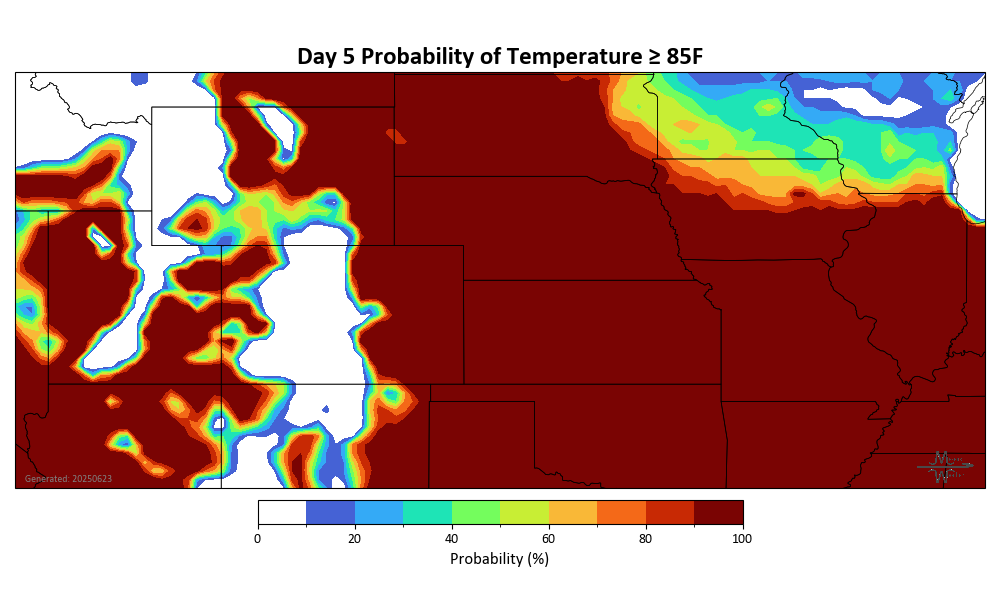 Day 5 Probability of Temperature ≥ 85F
Generated: 20250623
0 20 40 60 80 100
Probability (%)